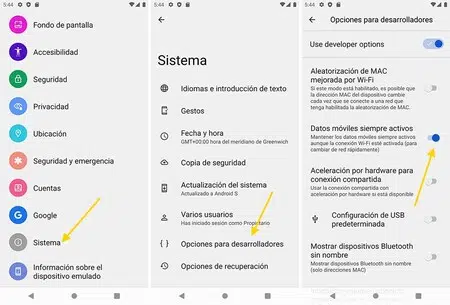 5:44
Fondo de pantalla
Accesibilidad
Seguridad
Privacidad
Ubicación
Seguridad y emergencia
Cuentas
Google
Sistema
Información sobre el
dispositivo emulado
5:44
Sistema
Idiomas e introducción de texto
Gestos
Fecha y hora
GMT+00:00 hora del meridiano de Greenwich
Copia de seguridad
Actualización del sistema
Actualizado a Android S
Varios usuarios
Has iniciado sesión como Propietario
Opciones para desarrolladores
Opciones de recuperación
5:44
Opciones para desarrolladores
Use developer options
Aleatorización de MAC
mejorada por Wi-Fi
Si este modo está habilitado, es posible que
la dirección MAC del dispositivo cambie
cada vez que se conecte a una red que
tenga habilitada la aleatorización de MAC.
Datos móviles siempre activos
Mantener los datos móviles siempre activos
aunque la conexión Wi‑Fi esté activada (para
cambiar de red rápidamente)
Aceleración por hardware para
conexión compartida
Usar la conexión compartida con
aceleración por hardware si está disponible
Configuración de USB
predeterminada
Mostrar dispositivos Bluetooth
sin nombre
Mostrar dispositivos Bluetooth sin nombre
(solo direcciones MAC)